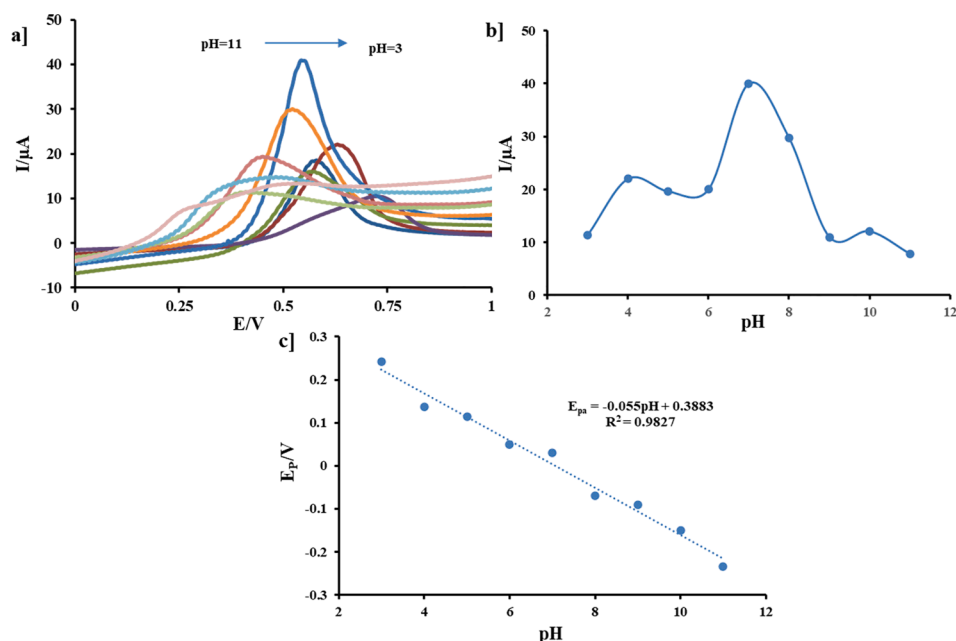 a]
pH=11
pH=3
50
40
30
20
10
0
-10
I/µA
0
0.25
0.5
0.75
1
E/V
b]
50
40
30
20
10
0
I/µA
2
4
6
8
10
12
pH
c]
0.3
0.2
0.1
0
-0.1
-0.2
-0.3
EP/V
Epa = -0.055pH + 0.3883
R² = 0.9827
2
4
6
8
10
12
pH